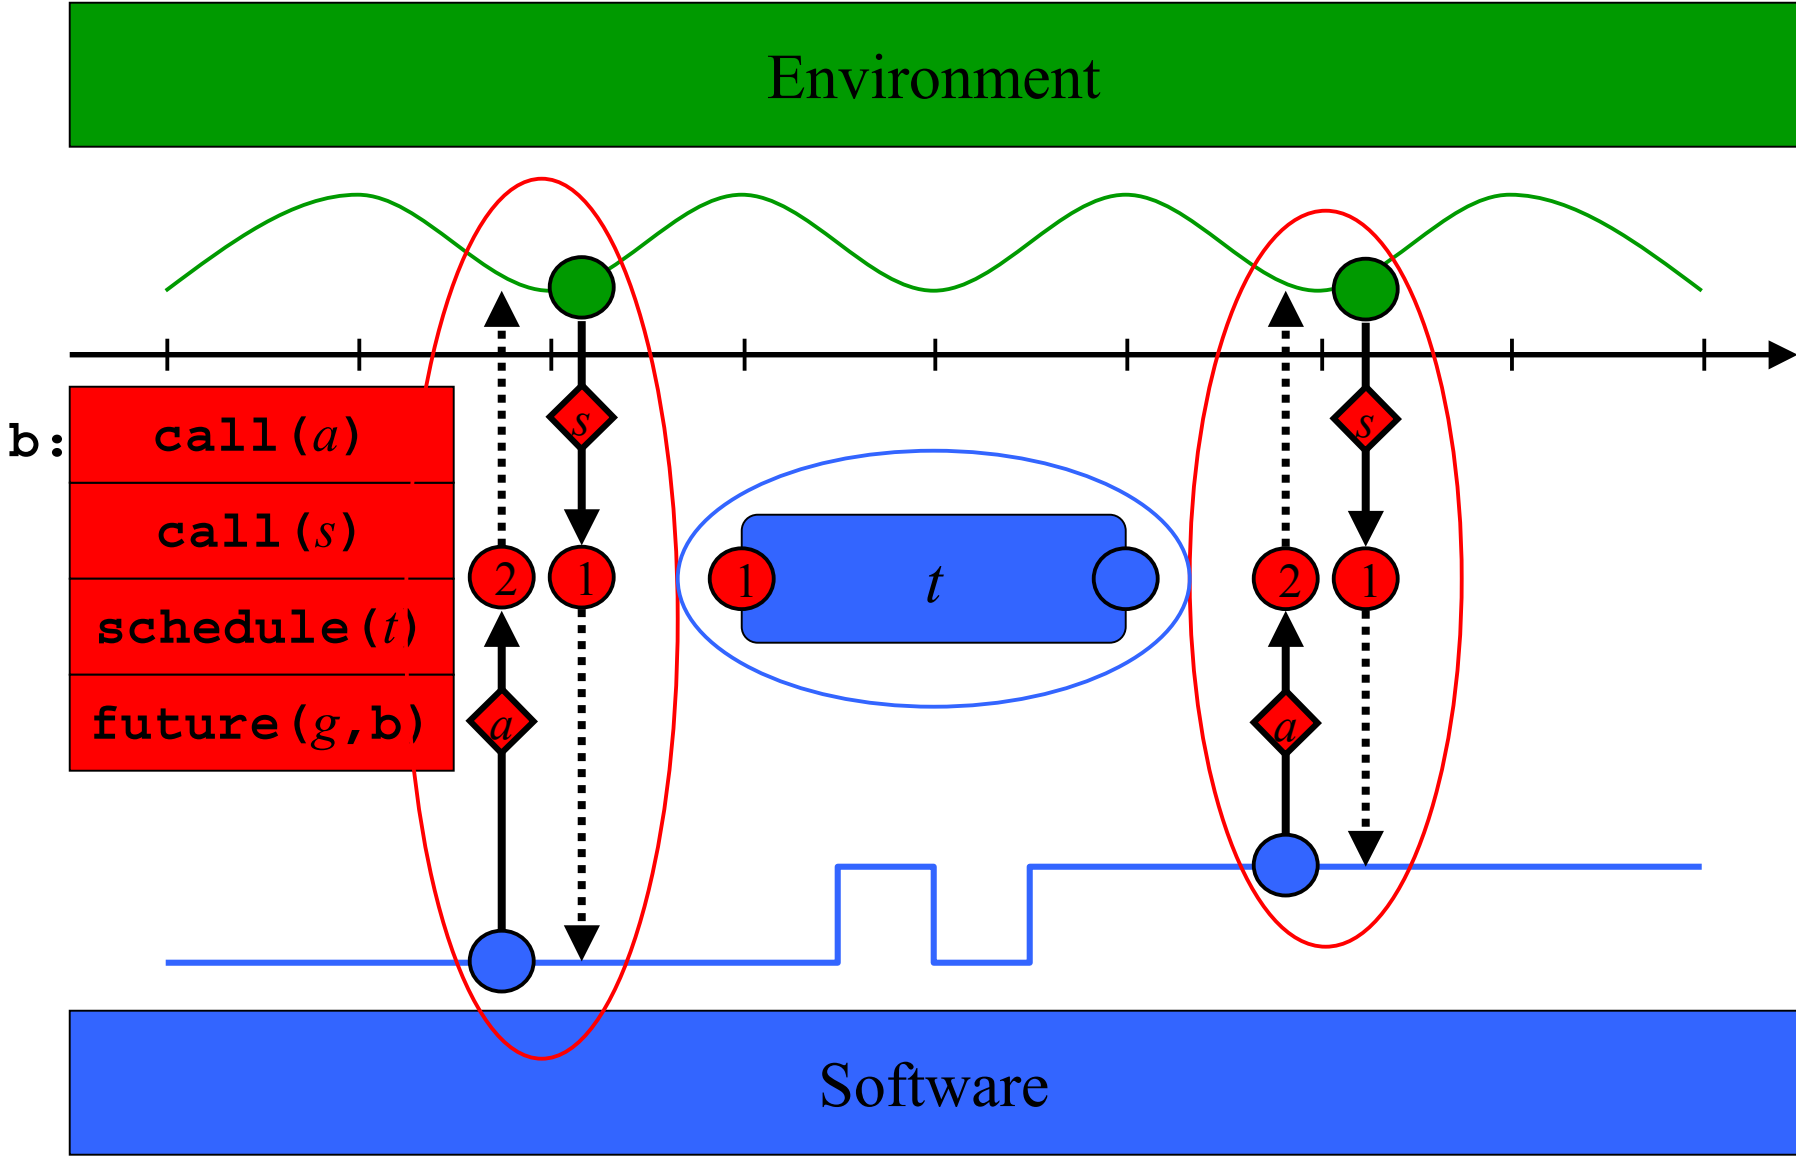 Environment
b:
call(a)
call(s)
schedule(t)
future(g,b)
s
s
2
1
1
t
2
1
a
a
Software